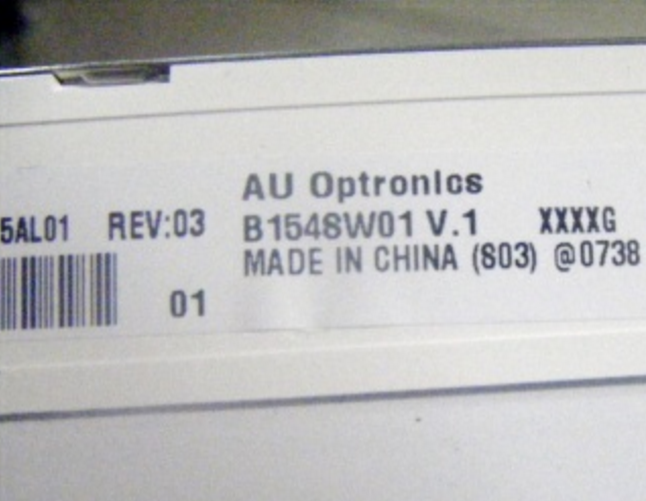 AU Optronics
5AL01 REV:03 B154SW01 V.1 XXXXG
MADE IN CHINA (S03) @0738
01